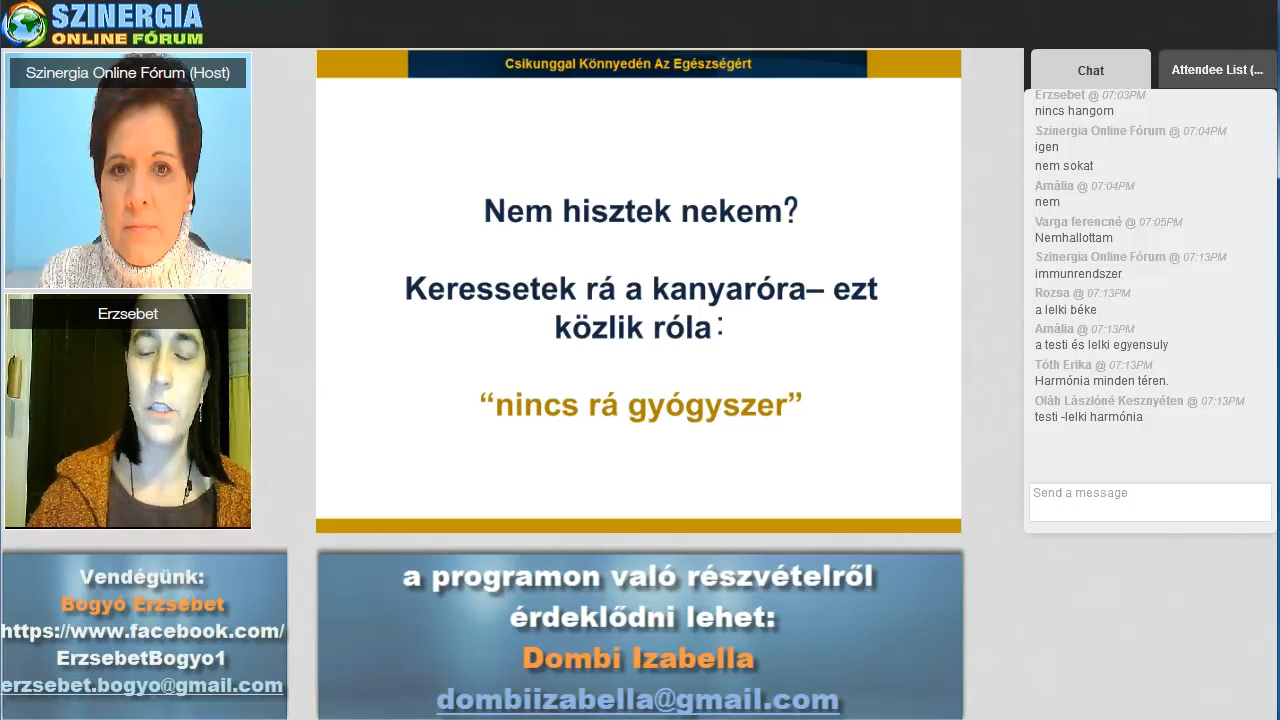 SZINERGIA
ONLINE FÓRUM
Szinergia Online Fórum (Host)
Erzsebet
Csikunggal Könnyedén Az Egészségért
Nem hisztek nekem?
Keressetek rá a kanyaróra– ezt
közlik róla:
“nincs rá gyógyszer”
Chat
Attendee List (...
Erzsebet @ 07:03PM
nincs hangom
Szinergia Online Fórum @ 07:04PM
igen
nem sokat
Amália @ 07:04PM
nem
Varga ferencné @ 07:05PM
Nemhallottam
Szinergia Online Fórum @ 07:13PM
immunrendszer
Rozsa @ 07:13PM
a lelki béke
Amália @ 07:13PM
a testi és lelki egyensuly
Tóth Erika @ 07:13PM
Harmónia minden téren.
Oláh Lászlóné Kesznyéten @ 07:13PM
testi -lelki harmónia
Send a message
Vendégünk:
Bogyó Erzsébet
https://www.facebook.com/
ErzsebetBogyo1
erzsebet.bogyo@gmail.com
a programon való részvételről
érdeklődni lehet:
Dombi Izabella
dombiizabella@gmail.com